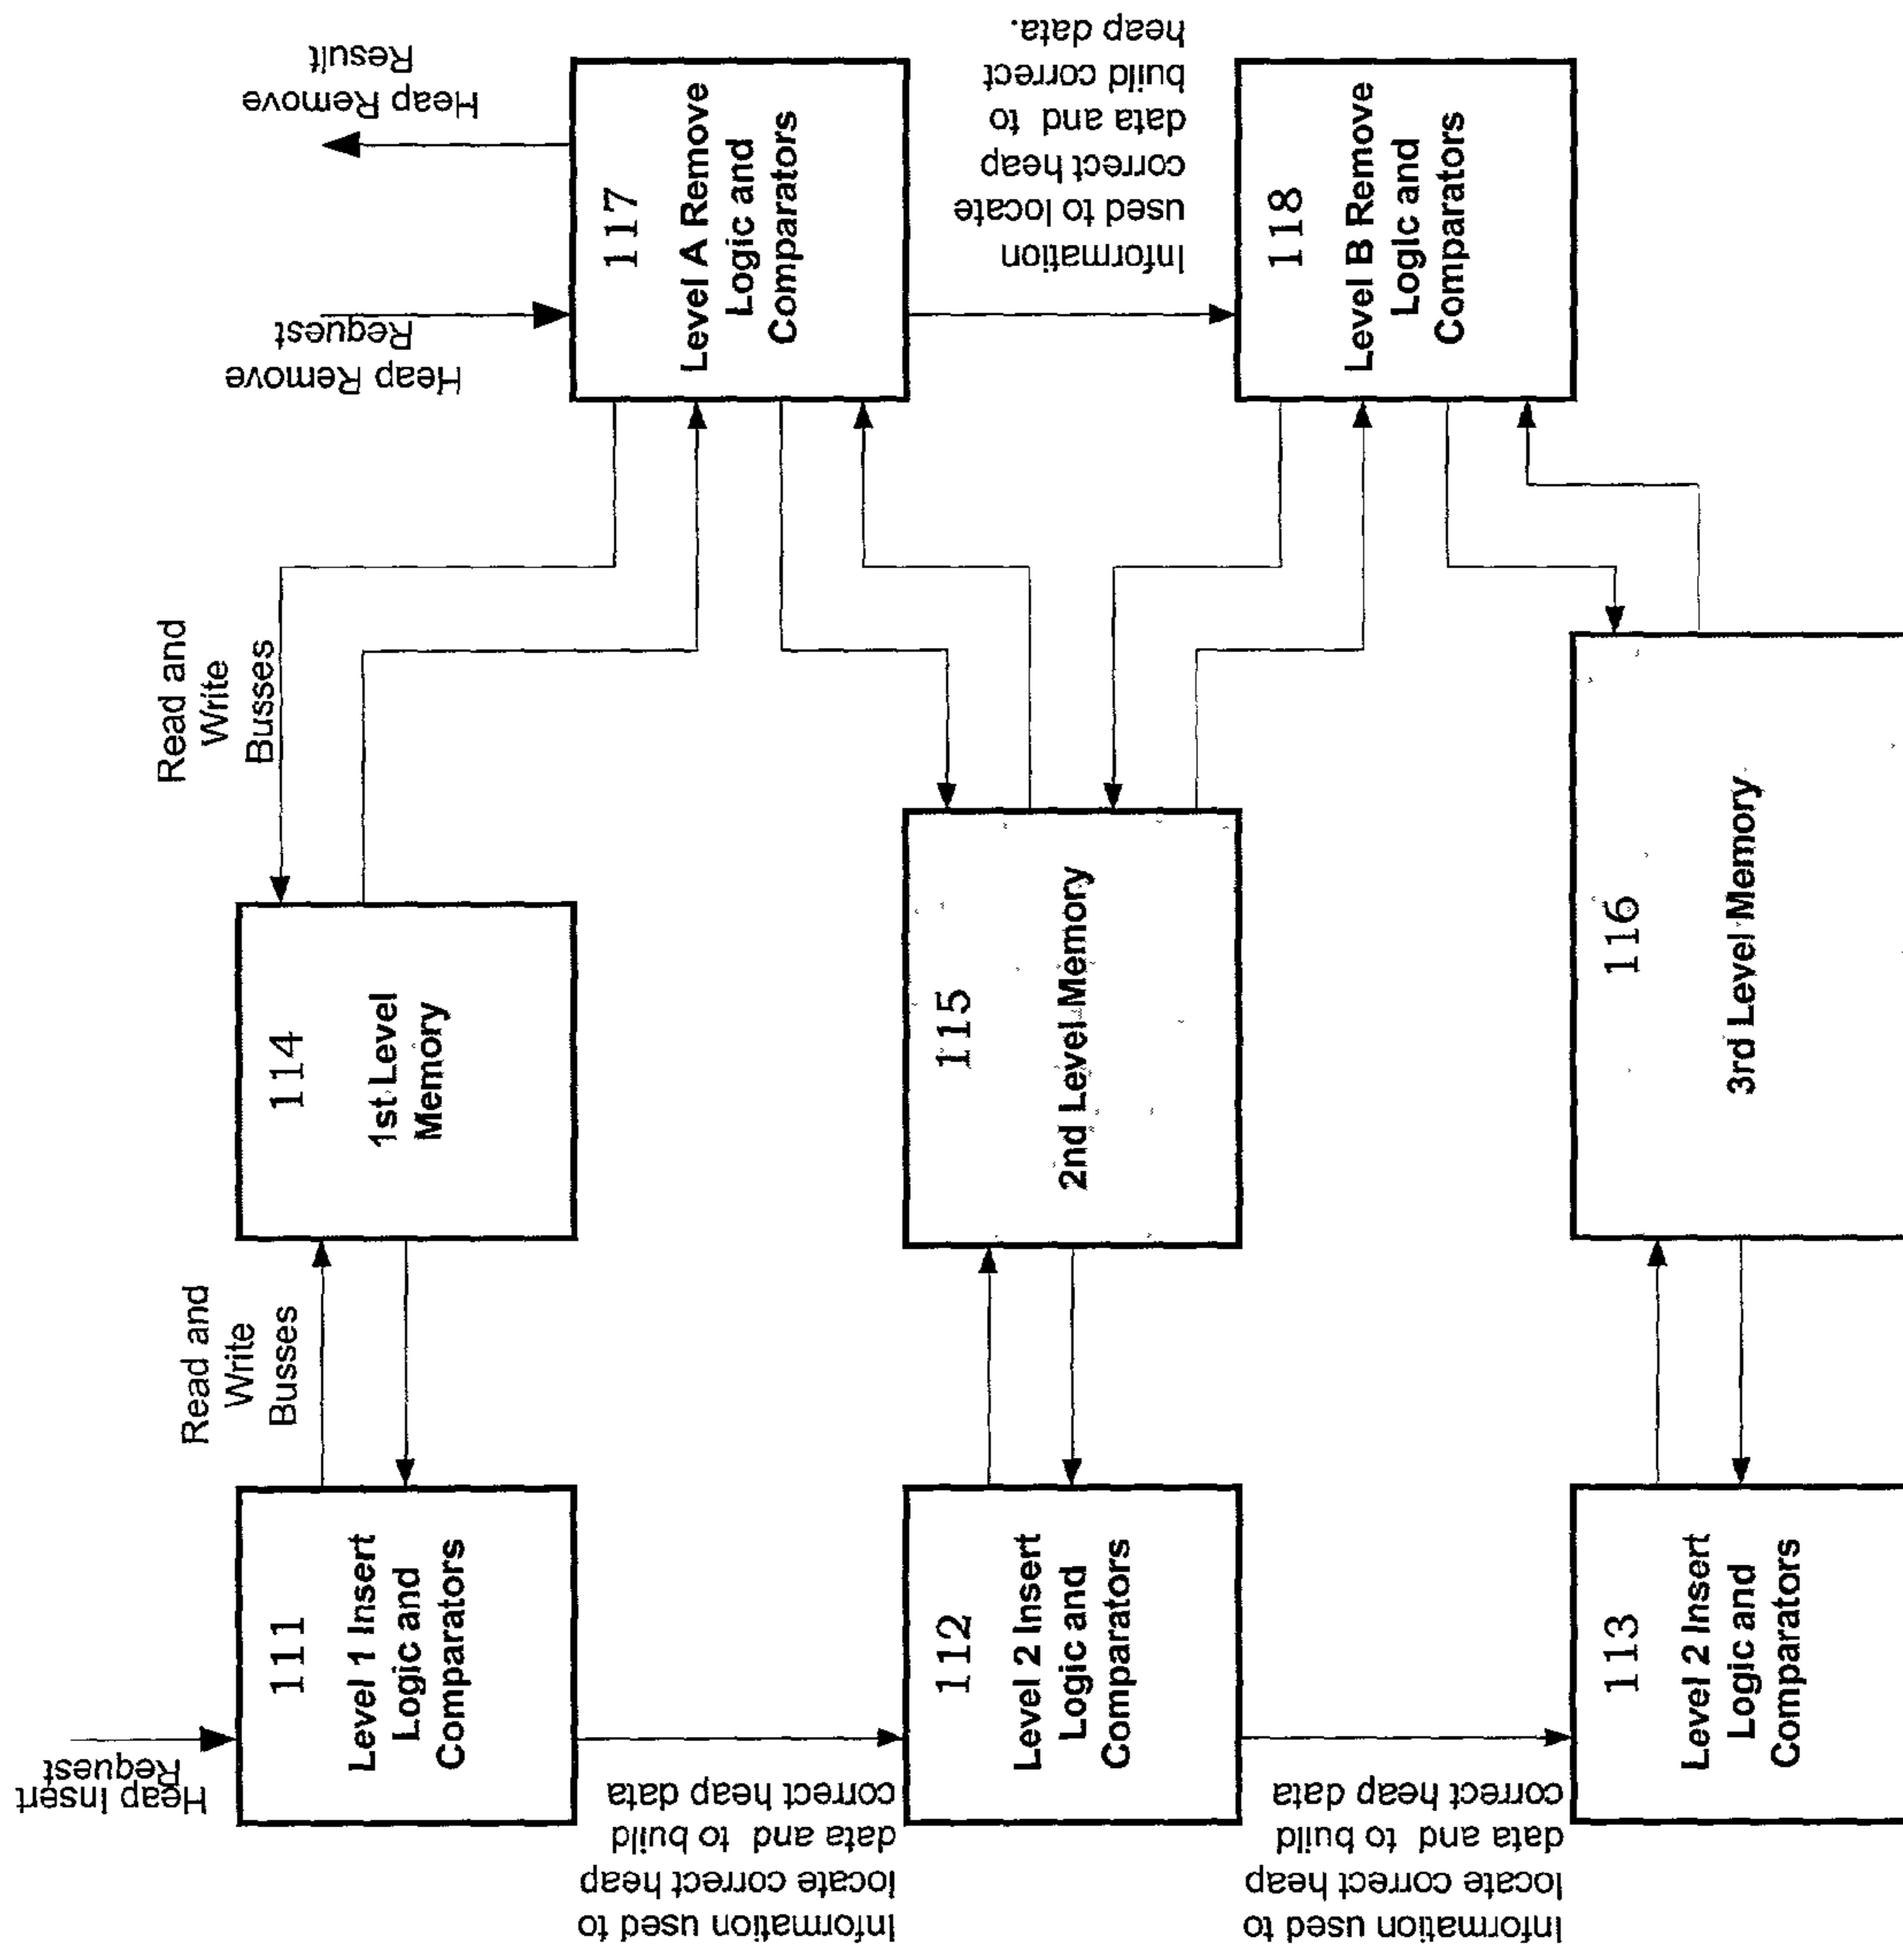 Heap Insert
Request
111
Level 1 Insert
Logic and
Comparators
Read and
Write
Busses
114
1st Level
Memory
Read and
Write
Busses
Heap Remove
Request
Heap Remove
Result
117
Level A Remove
Logic and
Comparators
Information used to
locate correct heap
data and to build
correct heap data
112
Level 2 Insert
Logic and
Comparators
115
2nd Level Memory
Information
used to locate
correct heap
data and to
build correct
heap data.
118
Level B Remove
Logic and
Comparators
Information used to
locate correct heap
data and to build
correct heap data
113
Level 2 Insert
Logic and
Comparators
116
3rd Level Memory